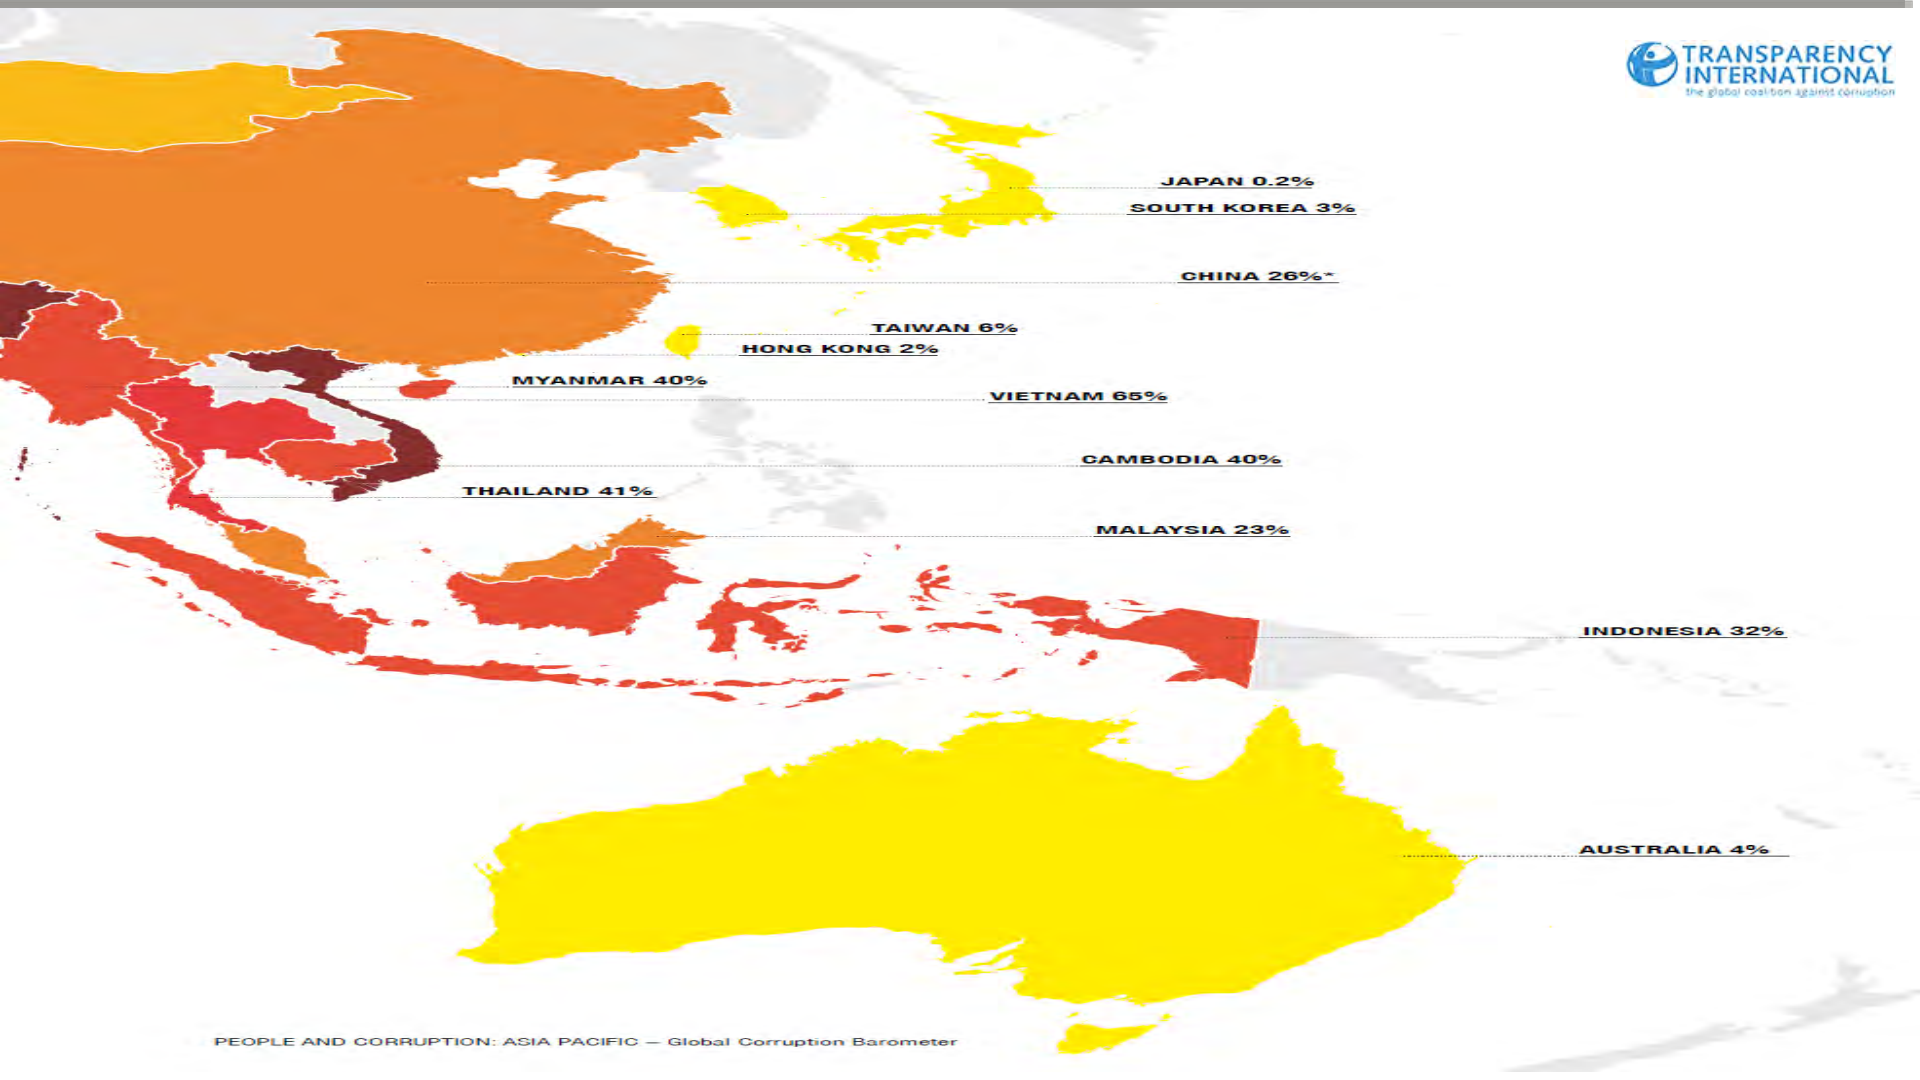 TRANSPARENCY
INTERNATIONAL
the global coalition against corruption
JAPAN 0.2%
SOUTH KOREA 3%
CHINA 26%*
TAIWAN 6%
HONG KONG 2%
MYANMAR 40%
VIETNAM 65%
CAMBODIA 40%
THAILAND 41%
MALAYSIA 23%
INDONESIA 32%
AUSTRALIA 4%
PEOPLE AND CORRUPTION: ASIA PACIFIC — Global Corruption Barometer